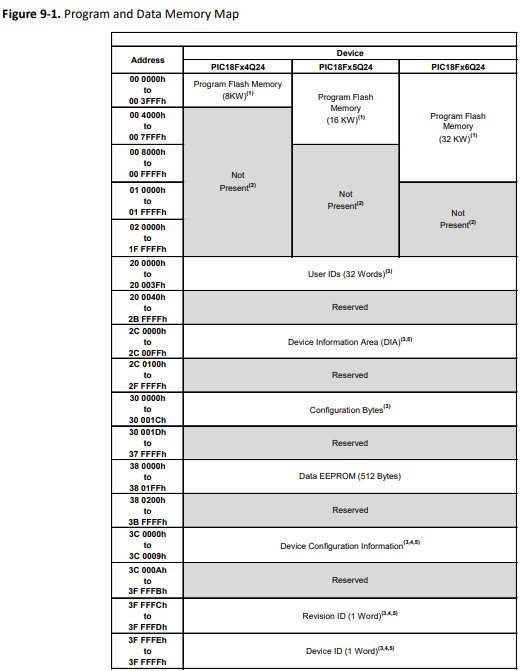 Figure 9-1. Program and Data Memory Map
Address
Device
PIC18Fx4Q24
PIC18Fx5Q24
PIC18Fx6Q24
00 0000h
to
00 3FFFh
Program Flash Memory
(8KW)(1)
Program Flash
Memory
(16 KW)(1)
Program Flash
Memory
(32 KW)(1)
00 4000h
to
00 7FFFh
Not
Present(2)
00 8000h
to
00 FFFFh
Not
Present(2)
01 0000h
to
01 FFFFh
Not
Present(2)
02 0000h
to
1F FFFFh
20 0000h
to
20 003Fh
User IDs (32 Words)(3)
20 0040h
to
2B FFFFh
Reserved
2C 0000h
to
2C 00FFh
Device Information Area (DIA)(3,5)
2C 0100h
to
2F FFFFh
Reserved
30 0000h
to
30 001Ch
Configuration Bytes(3)
30 001Dh
to
37 FFFFh
Reserved
38 0000h
to
38 01FFh
Data EEPROM (512 Bytes)
38 0200h
to
3B FFFFh
Reserved
3C 0000h
to
3C 0009h
Device Configuration Information(3,4,5)
3C 000Ah
to
3F FFFBh
Reserved
3F FFFCh
to
3F FFFDh
Revision ID (1 Word)(3,4,5)
3F FFFEh
to
3F FFFFh
Device ID (1 Word)(3,4,5)